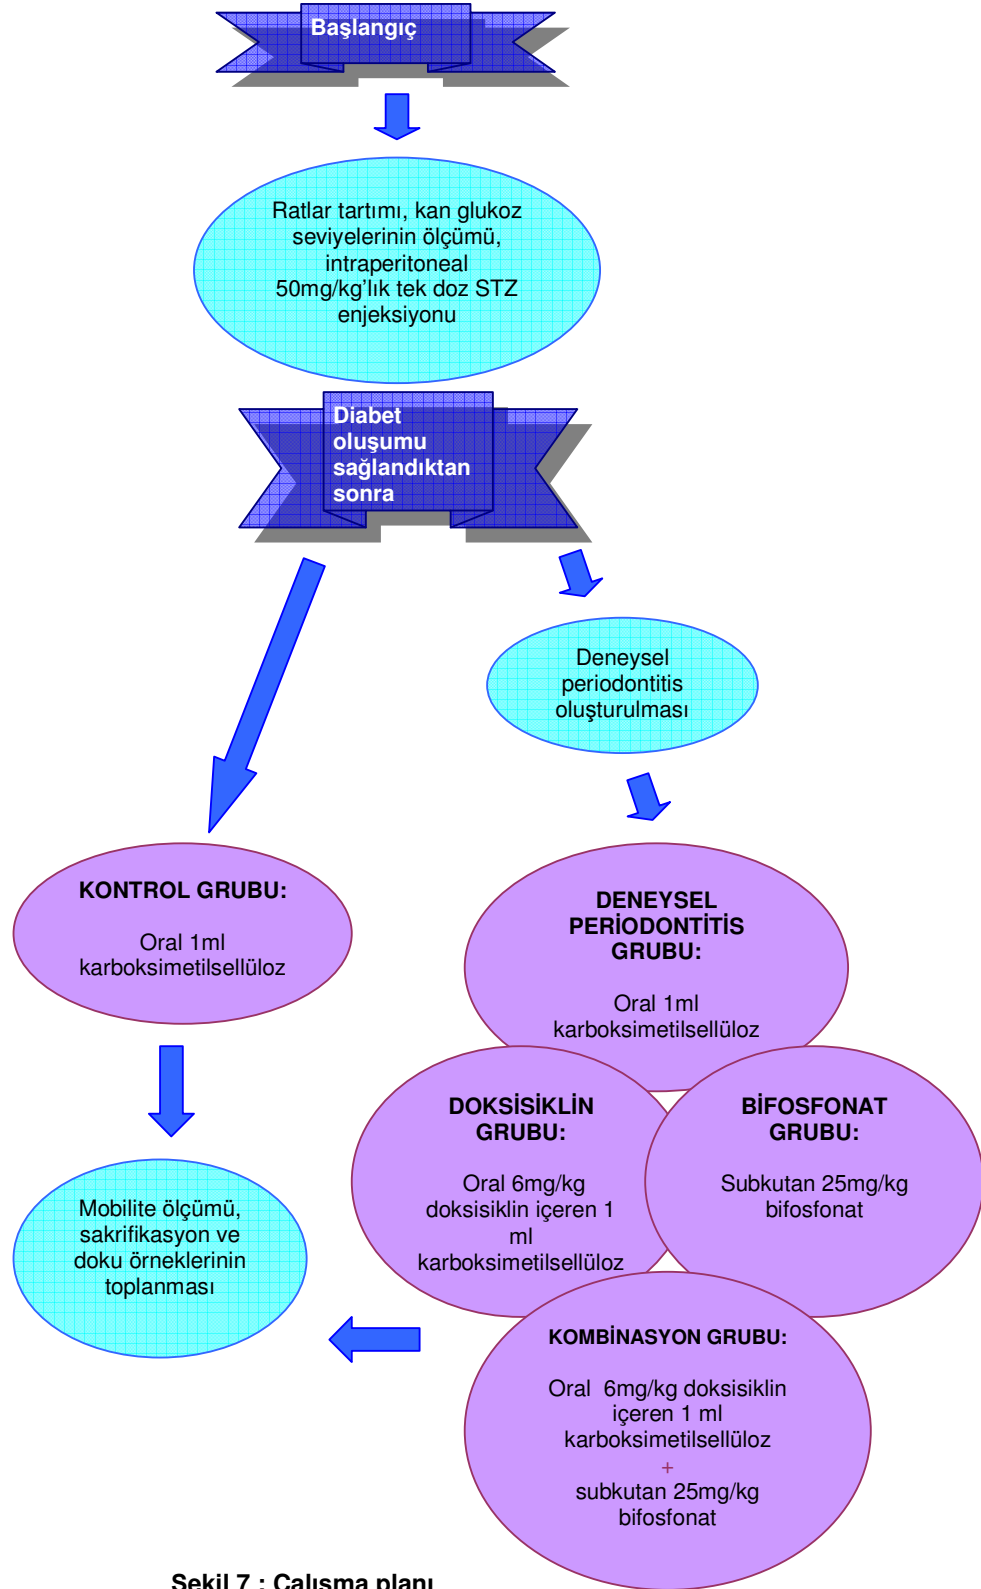 Başlangıç
Ratlar tartımı, kan glukoz
seviyelerinin ölçümü,
intraperitoneal
50mg/kg’lık tek doz STZ
enjeksiyonu
Diabet
oluşumu
sağlandıktan
sonra
Deneysel
periodontitis
oluşturulması
KONTROL GRUBU:
Oral 1ml
karboksimetilsellüloz
DENEYSEL
PERİODONTİTİS
GRUBU:
Oral 1ml
karboksimetilsellüloz
DOKSİSİKLİN
GRUBU:
Oral 6mg/kg
doksisiklin içeren 1
ml
karboksimetilsellüloz
BİFOSFONAT
GRUBU:
Subkutan 25mg/kg
bifosfonat
Mobilite ölçümü,
sakrifikasyon ve
doku örneklerinin
toplanması
KOMBİNASYON GRUBU:
Oral 6mg/kg doksisiklin
içeren 1 ml
karboksimetilsellüloz
+
subkutan 25mg/kg
bifosfonat
Şekil 7 : Çalışma planı